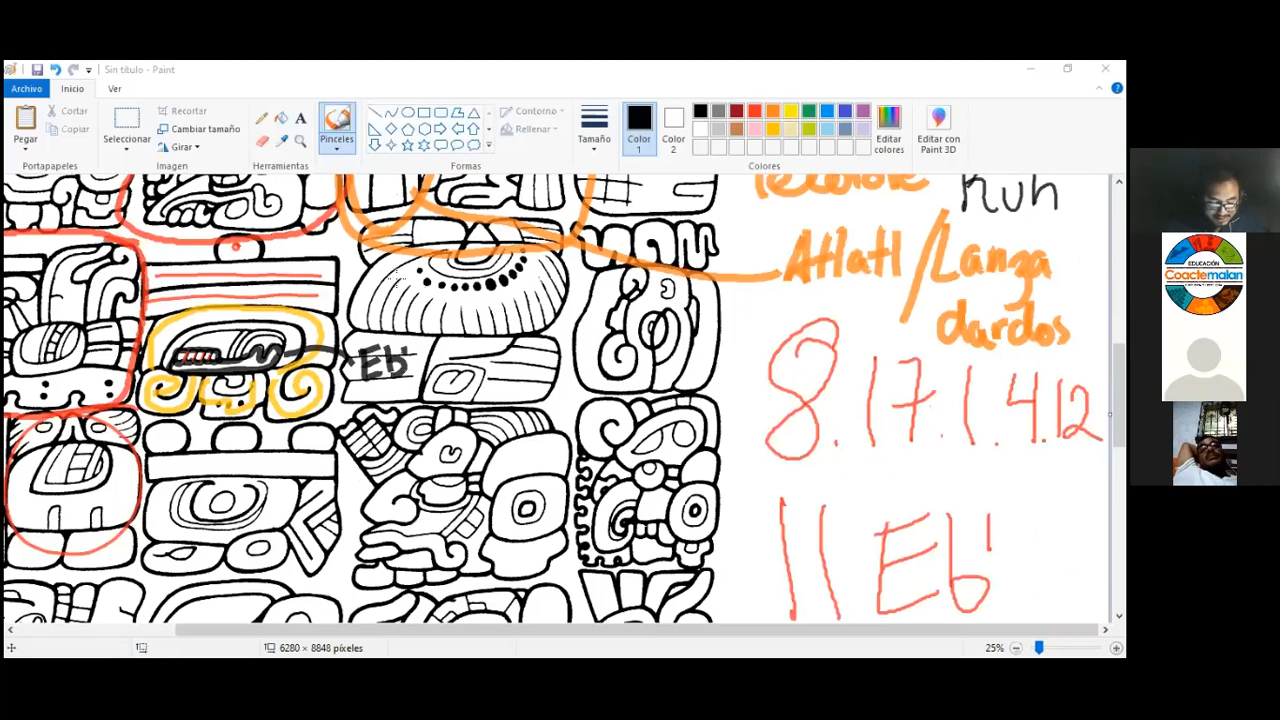 Sin título - Paint
Archivo
Inicio
Ver
Pegar
Cortar
Copiar
Portapapeles
Seleccionar
Recortar
Cambiar tamaño
Girar
Imagen
A
Herramientas
Pinceles
Contorno
Rellenar
Formas
Tamaño
Color
1
Color
2
Editar
colores
Editar con
Paint 3D
Colores
Tecolote
Kuh
Atlatl / Lanza
dardos
Eb'
8.17.1.4.12
11 Eb'
6280 × 8848 píxeles
25%
EDUCACIÓN
Coactemalan